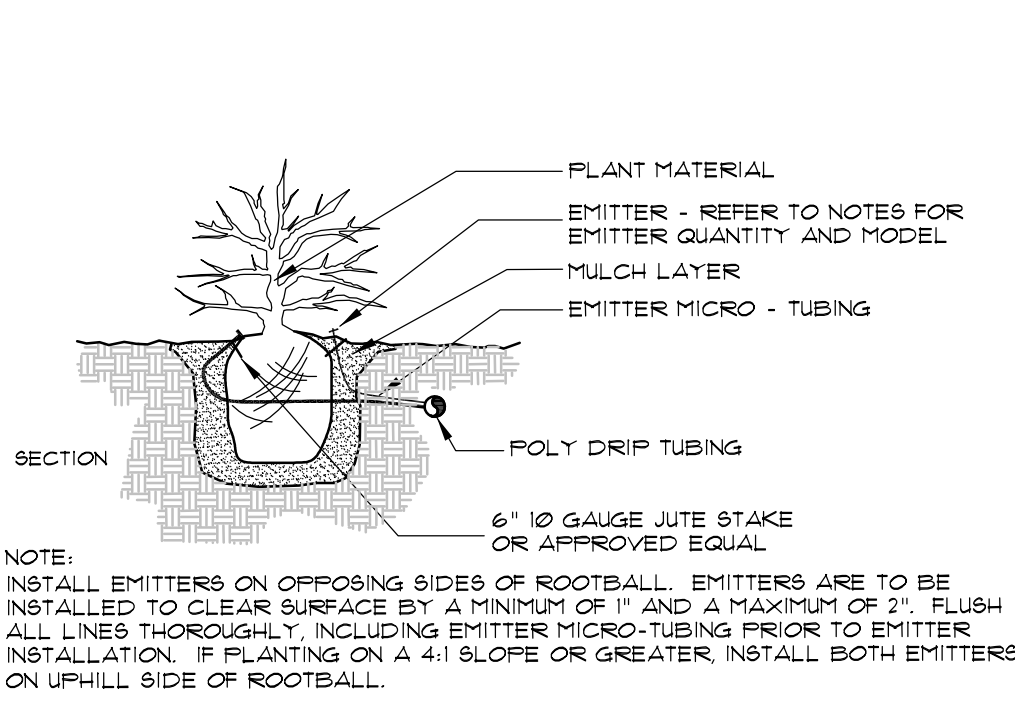 PLANT MATERIAL
EMITTER - REFER TO NOTES FOR
EMITTER QUANTITY AND MODEL
MULCH LAYER
EMITTER MICRO - TUBING
POLY DRIP TUBING
SECTION
6" 10 GAUGE JUTE STAKE
OR APPROVED EQUAL
NOTE:
INSTALL EMITTERS ON OPPOSING SIDES OF ROOTBALL. EMITTERS ARE TO BE
INSTALLED TO CLEAR SURFACE BY A MINIMUM OF 1" AND A MAXIMUM OF 2". FLUSH
ALL LINES THOROUGHLY, INCLUDING EMITTER MICRO-TUBING PRIOR TO EMITTER
INSTALLATION. IF PLANTING ON A 4:1 SLOPE OR GREATER, INSTALL BOTH EMITTERS
ON UPHILL SIDE OF ROOTBALL.